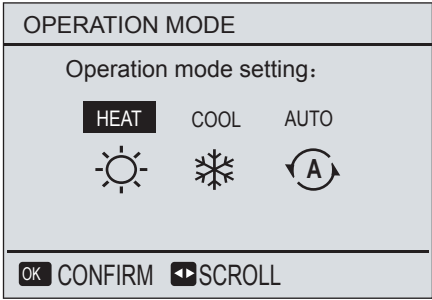 OPERATION MODE
Operation mode setting：
HEAT COOL AUTO
A
OK CONFIRM SCROLL